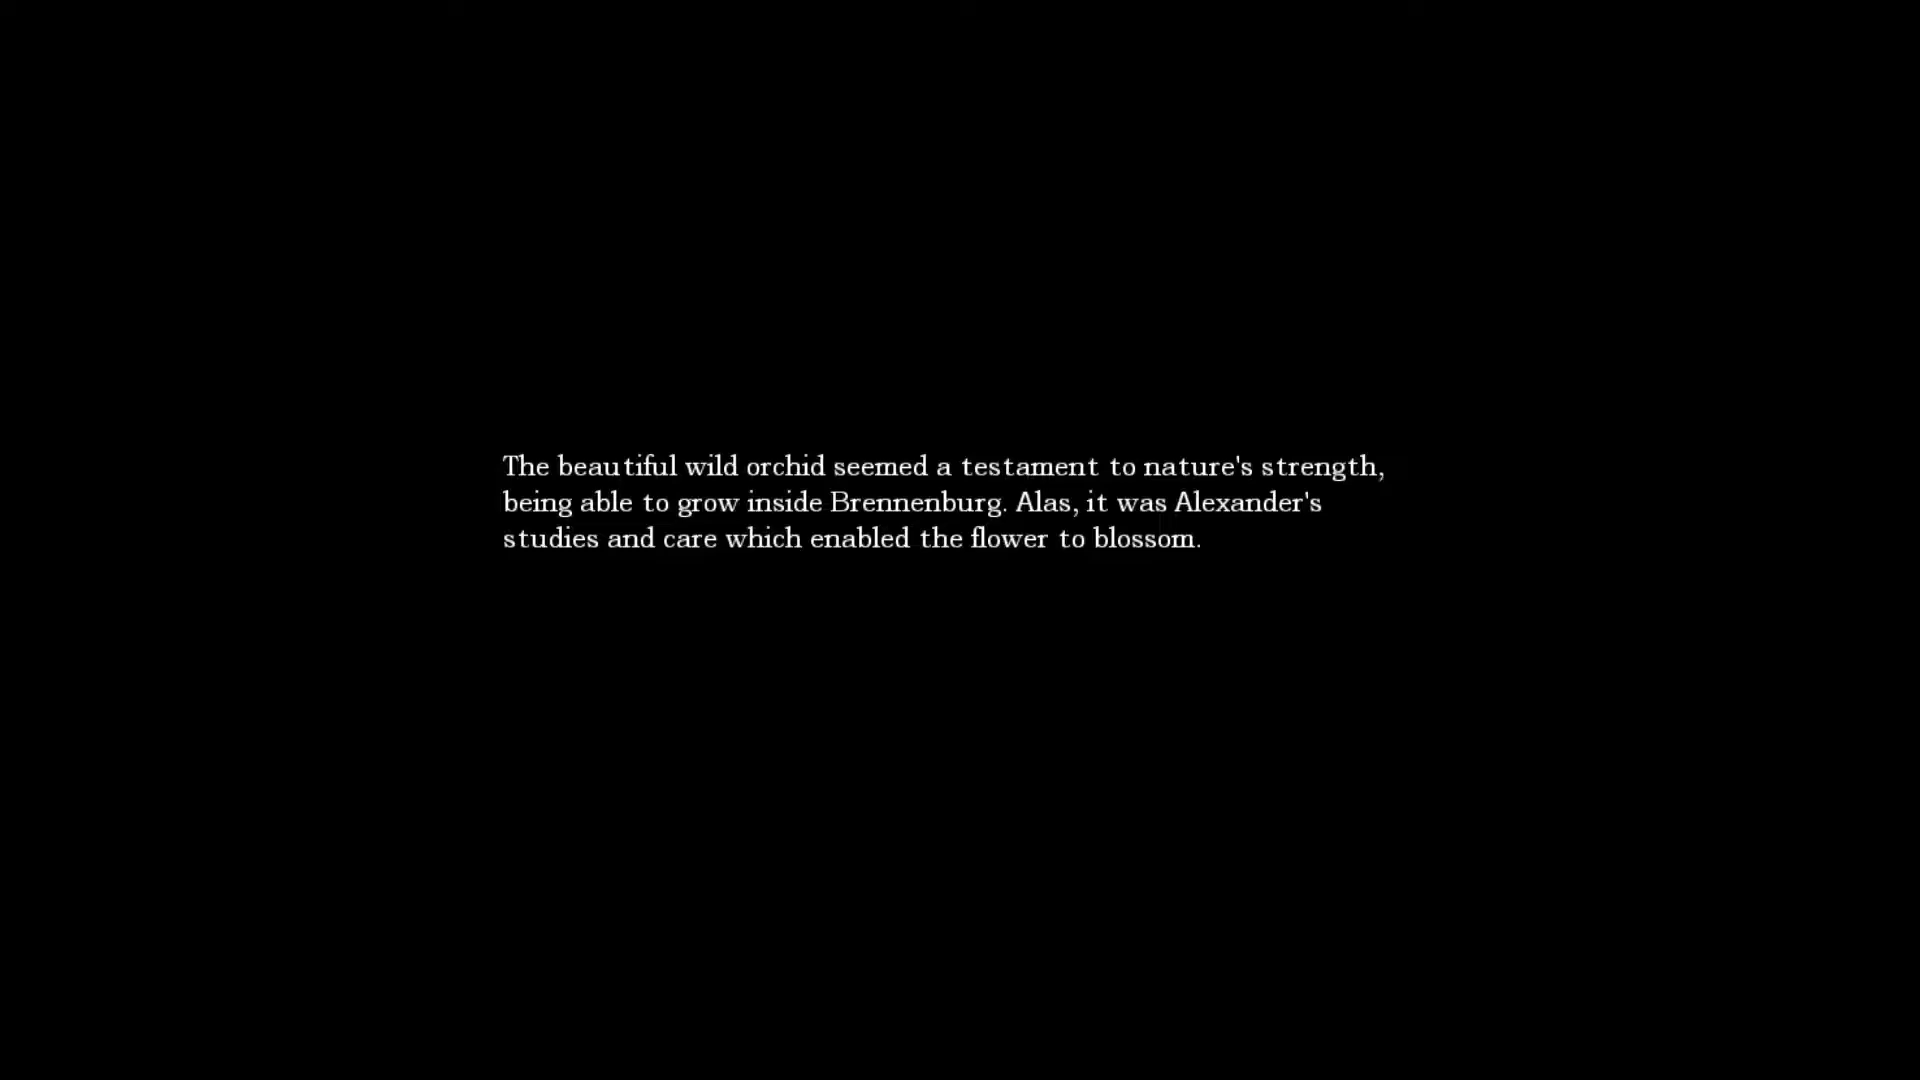 The beautiful wild orchid seemed a testament to nature's strength,
being able to grow inside Brennenburg. Alas, it was Alexander's
studies and care which enabled the flower to blossom.